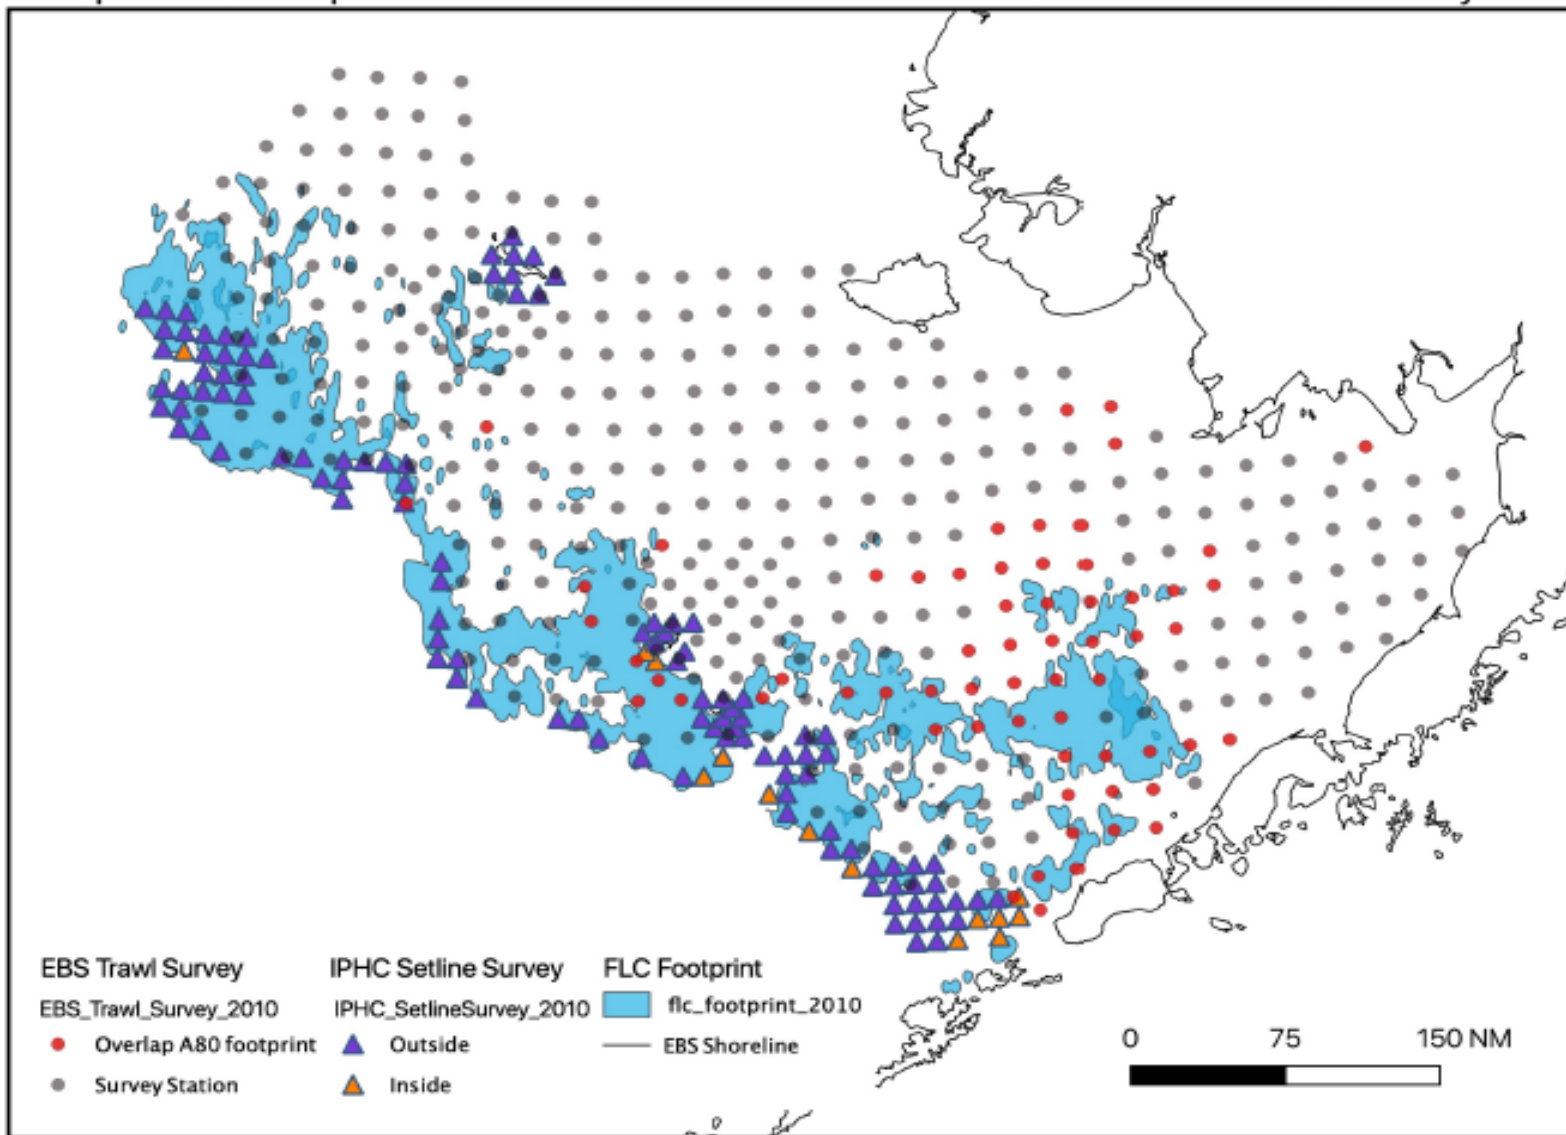 EBS Trawl Survey
EBS_Trawl_Survey_2010
Overlap A80 footprint
Survey Station
IPHC Setline Survey
IPHC_SetlineSurvey_2010
Outside
Inside
FLC Footprint
flc_footprint_2010
EBS Shoreline
0 75 150 NM